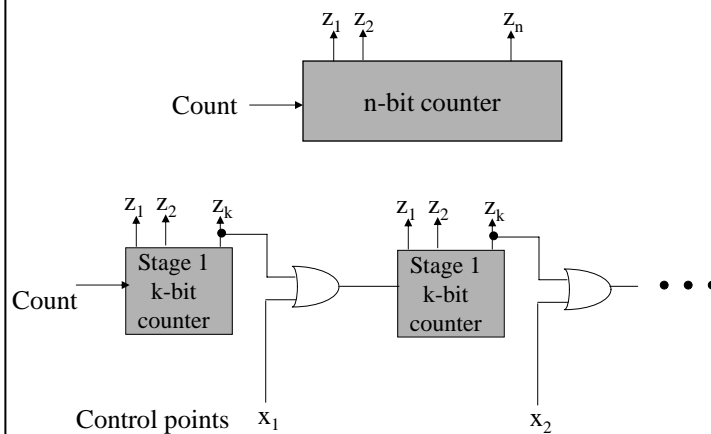 z1 z2 zn
Count n-bit counter
z1 z2 zk z1 z2 zk
Stage 1 Stage 1
k-bit k-bit
Count counter counter
Control points x1 x2